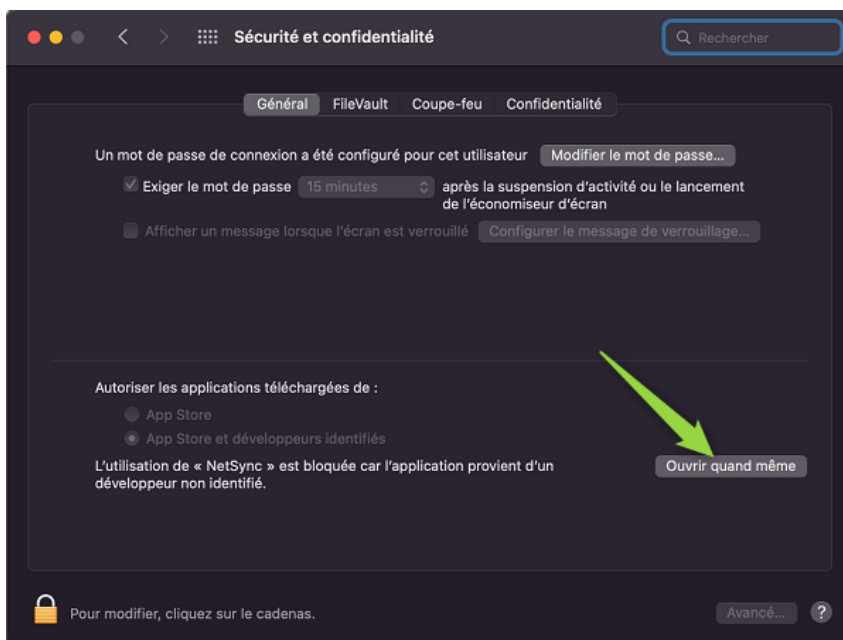 Sécurité et confidentialité
Rechercher
Général FileVault Coupe-feu Confidentialité
Un mot de passe de connexion a été configuré pour cet utilisateur Modifier le mot de passe...
Exiger le mot de passe 15 minutes après la suspension d'activité ou le lancement
de l'économiseur d'écran
Afficher un message lorsque l'écran est verrouillé Configurer le message de verrouillage...
Autoriser les applications téléchargées de :
App Store
App Store et développeurs identifiés
L'utilisation de « NetSync » est bloquée car l'application provient d'un
développeur non identifié.
Ouvrir quand même
Pour modifier, cliquez sur le cadenas.
Avancé... ?